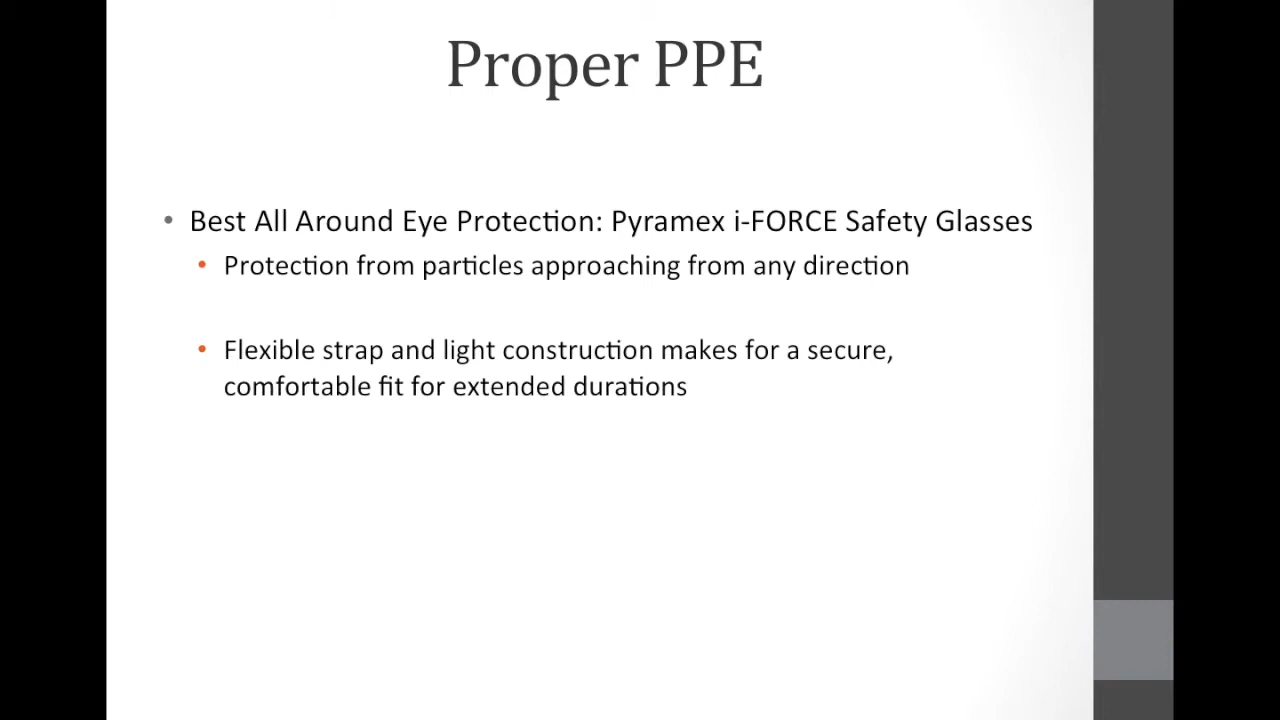 Proper PPE
• Best All Around Eye Protection: Pyramex i-FORCE Safety Glasses
• Protection from particles approaching from any direction
• Flexible strap and light construction makes for a secure,
comfortable fit for extended durations